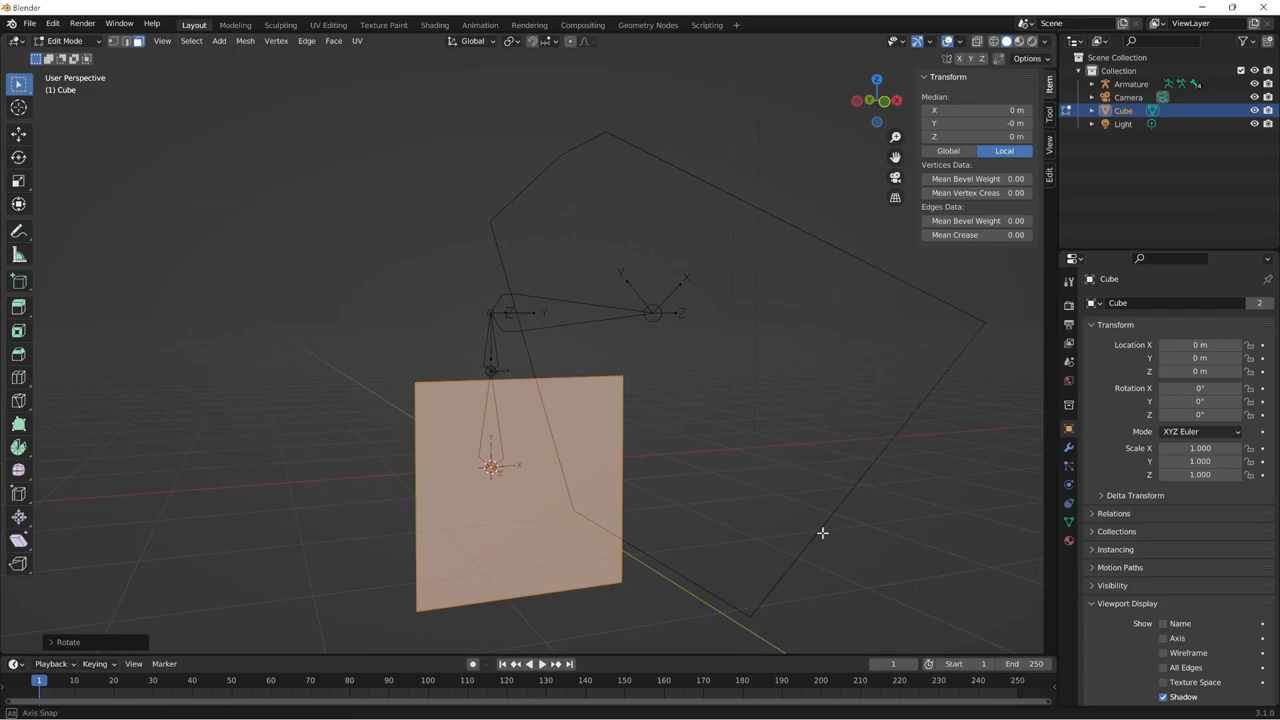 Blender
File Edit Render Window Help Layout Modeling Sculpting UV Editing Texture Paint Shading Animation Rendering Compositing Geometry Nodes Scripting + Scene ViewLayer
Edit Mode View Select Add Mesh Vertex Edge Face UV Global
X Y Z Options
User Perspective
(1) Cube
Z
X
Y
Transform
Median:
X 0 m
Y -0 m
Z 0 m
Global Local
Vertices Data:
Mean Bevel Weight 0.00
Mean Vertex Creas 0.00
Edges Data:
Mean Bevel Weight 0.00
Mean Crease 0.00
Item
Tool
View
Edit
Y X
Z Y Z
Y
X
Rotate
Scene Collection
Collection
Armature 4
Camera
Cube
Light
Cube
Cube 2
Transform
Location X 0 m
Y 0 m
Z 0 m
Rotation X 0°
Y 0°
Z 0°
Mode XYZ Euler
Scale X 1.000
Y 1.000
Z 1.000
Delta Transform
Relations
Collections
Instancing
Motion Paths
Visibility
Viewport Display
Show Name
Axis
Wireframe
All Edges
Texture Space
Shadow
Playback Keying View Marker 1 Start 1 End 250
1 10 20 30 40 50 60 70 80 90 100 110 120 130 140 150 160 170 180 190 200 210 220 230 240 250
Alt Axis Snap 3.1.0